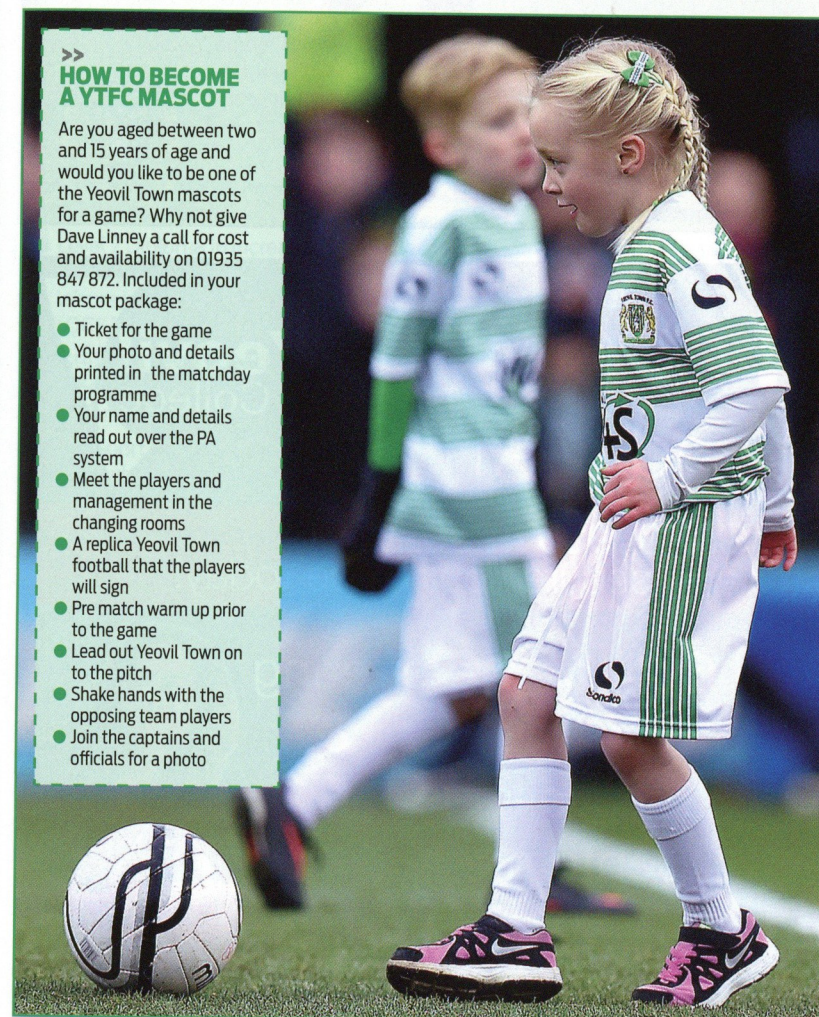 >>
HOW TO BECOME
A YTFC MASCOT
Are you aged between two
and 15 years of age and
would you like to be one of
the Yeovil Town mascots
for a game? Why not give
Dave Linney a call for cost
and availability on 01935
847 872. Included in your
mascot package:
● Ticket for the game
● Your photo and details
printed in the matchday
programme
● Your name and details
read out over the PA
system
● Meet the players and
management in the
changing rooms
● A replica Yeovil Town
football that the players
will sign
● Pre match warm up prior
to the game
● Lead out Yeovil Town on
to the pitch
● Shake hands with the
opposing team players
● Join the captains and
officials for a photo
4S
Sondico